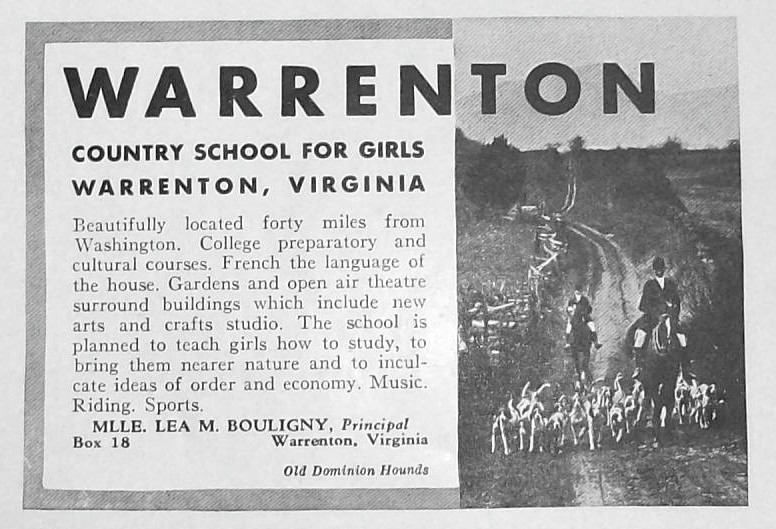 WARRENTON
COUNTRY SCHOOL FOR GIRLS
WARRENTON, VIRGINIA
Beautifully located forty miles from
Washington. College preparatory and
cultural courses. French the language of
the house. Gardens and open air theatre
surround buildings which include new
arts and crafts studio. The school is
planned to teach girls how to study, to
bring them nearer nature and to incul-
cate ideas of order and economy. Music.
Riding. Sports.
MLLE. LEA M. BOULIGNY, Principal
Box 18 Warrenton, Virginia
Old Dominion Hounds